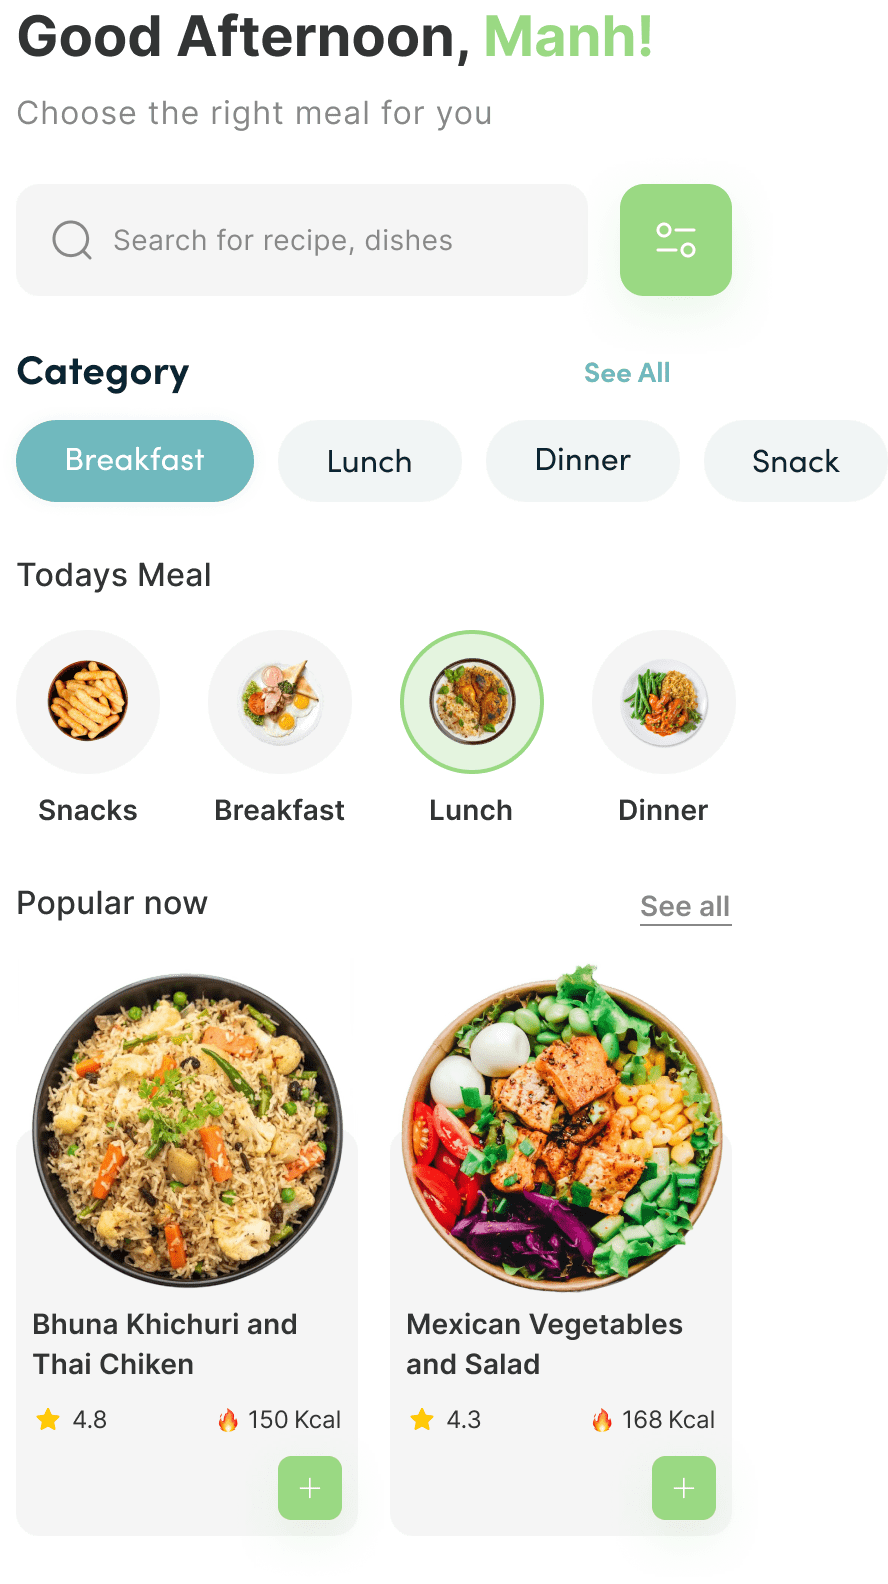 Good Afternoon, Manh!
Choose the right meal for you
Search for recipe, dishes
Category
See All
Breakfast
Lunch
Dinner
Snack
Todays Meal
Snacks
Breakfast
Lunch
Dinner
Popular now
See all
Bhuna Khichuri and
Thai Chiken
4.8
150 Kcal
Mexican Vegetables
and Salad
4.3
168 Kcal